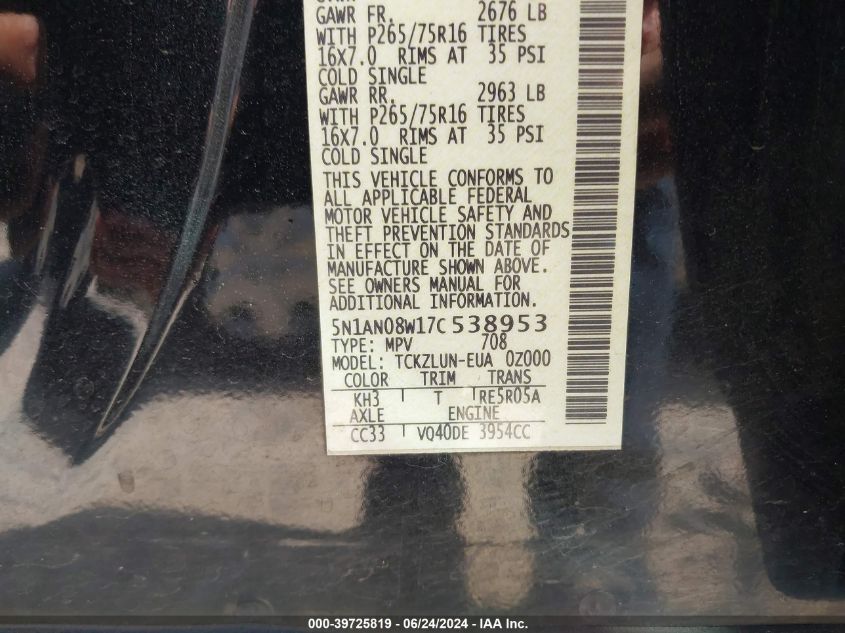 GAWR FR. 2676 LB
WITH P265/75R16 TIRES
16X7.0 RIMS AT 35 PSI
COLD SINGLE
GAWR RR. 2963 LB
WITH P265/75R16 TIRES
16X7.0 RIMS AT 35 PSI
COLD SINGLE
THIS VEHICLE CONFORMS TO
ALL APPLICABLE FEDERAL
MOTOR VEHICLE SAFETY AND
THEFT PREVENTION STANDARDS
IN EFFECT ON THE DATE OF
MANUFACTURE SHOWN ABOVE.
SEE OWNERS MANUAL FOR
ADDITIONAL INFORMATION.
5N1AN08W17C538953
TYPE: MPV 708
MODEL: TCKZLUN-EUA 0Z000
COLOR TRIM TRANS
KH3 T RE5R05A
AXLE ENGINE
CC33 VQ40DE 3954CC
000-39725819 - 06/24/2024 - IAA Inc.